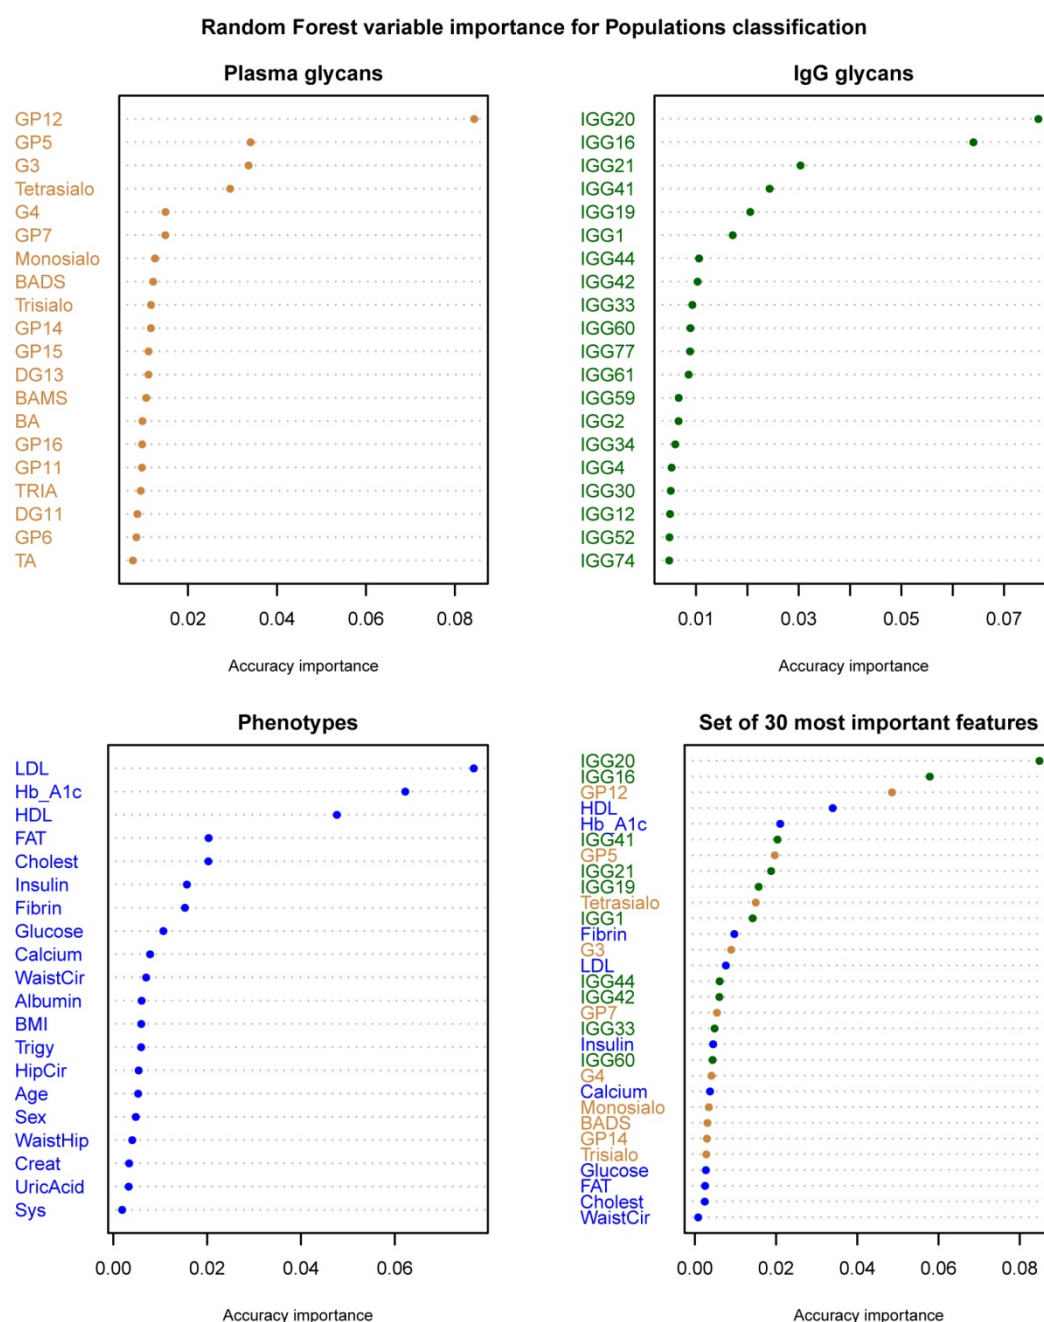 Random Forest variable importance for Populations classification
Plasma glycans
GP12
GP5
G3
Tetrasialo
G4
GP7
Monosialo
BADS
Trisialo
GP14
GP15
DG13
BAMS
BA
GP16
GP11
TRIA
DG11
GP6
TA
0.02 0.04 0.06 0.08
Accuracy importance
IgG glycans
IGG20
IGG16
IGG21
IGG41
IGG19
IGG1
IGG44
IGG42
IGG33
IGG60
IGG77
IGG61
IGG59
IGG2
IGG34
IGG4
IGG30
IGG12
IGG52
IGG74
0.01 0.03 0.05 0.07
Accuracy importance
Phenotypes
LDL
Hb_A1c
HDL
FAT
Cholest
Insulin
Fibrin
Glucose
Calcium
WaistCir
Albumin
BMI
Trigy
HipCir
Age
Sex
WaistHip
Creat
UricAcid
Sys
0.00 0.02 0.04 0.06
Accuracy importance
Set of 30 most important features
IGG20
IGG16
GP12
HDL
Hb_A1c
IGG41
GP5
IGG21
IGG19
Tetrasialo
IGG1
Fibrin
G3
LDL
IGG44
IGG42
GP7
IGG33
Insulin
IGG60
G4
Calcium
Monosialo
BADS
GP14
Trisialo
Glucose
FAT
Cholest
WaistCir
0.00 0.02 0.04 0.06 0.08
Accuracy importance